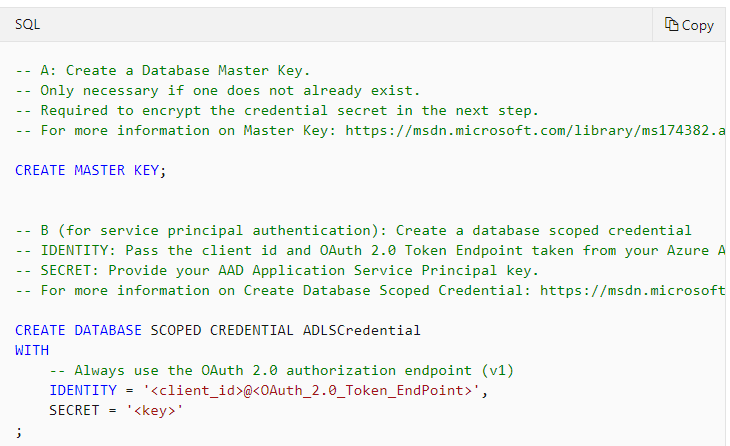 SQL
Copy
-- A: Create a Database Master Key.
-- Only necessary if one does not already exist.
-- Required to encrypt the credential secret in the next step.
-- For more information on Master Key: https://msdn.microsoft.com/library/ms174382.a
CREATE MASTER KEY;
-- B (for service principal authentication): Create a database scoped credential
-- IDENTITY: Pass the client id and OAuth 2.0 Token Endpoint taken from your Azure A
-- SECRET: Provide your AAD Application Service Principal key.
-- For more information on Create Database Scoped Credential: https://msdn.microsoft
CREATE DATABASE SCOPED CREDENTIAL ADLSCredential
WITH
-- Always use the OAuth 2.0 authorization endpoint (v1)
IDENTITY = '<client_id>@<OAuth_2.0_Token_EndPoint>',
SECRET = '<key>'
;